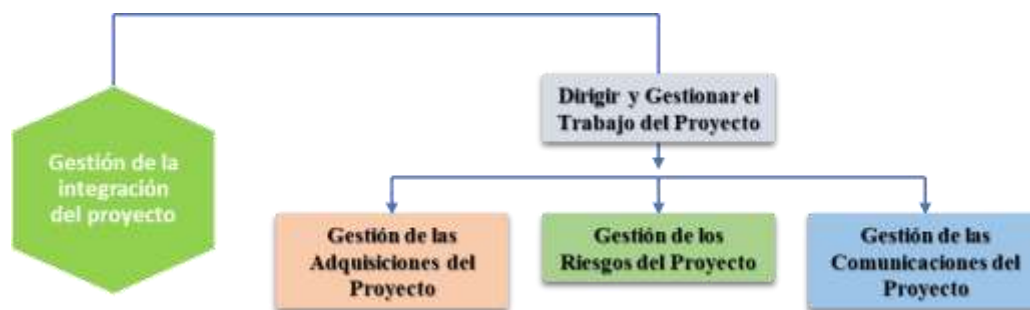 Dirigir y Gestionar el
Trabajo del Proyecto
Gestión de la
integración
del proyecto
Gestión de las
Adquisiciones del
Proyecto
Gestión de los
Riesgos del Proyecto
Gestión de las
Comunicaciones del
Proyecto